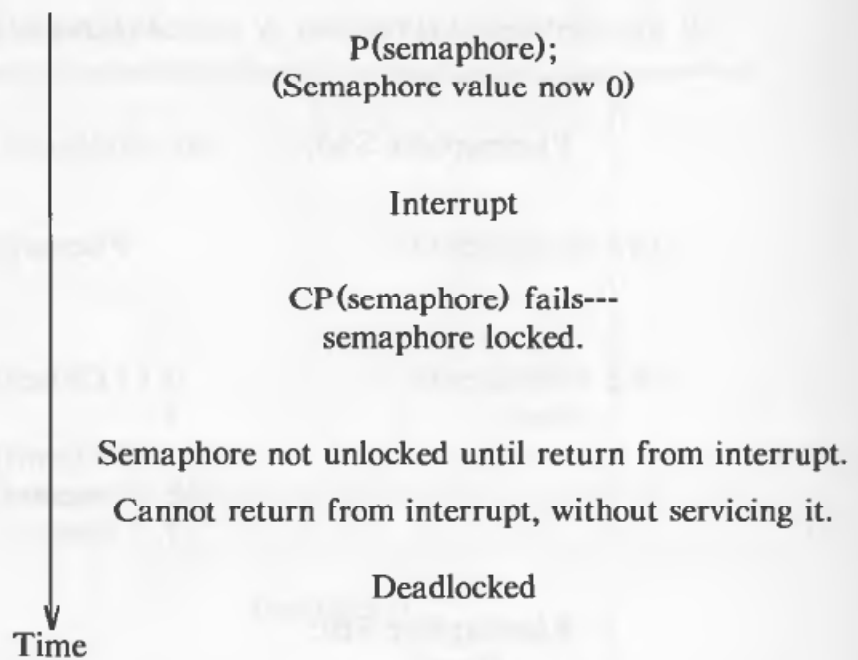 P(semaphore);
(Semaphore value now 0)
Interrupt
CP(semaphore) fails---
semaphore locked.
Semaphore not unlocked until return from interrupt.
Cannot return from interrupt, without servicing it.
Deadlocked
Time